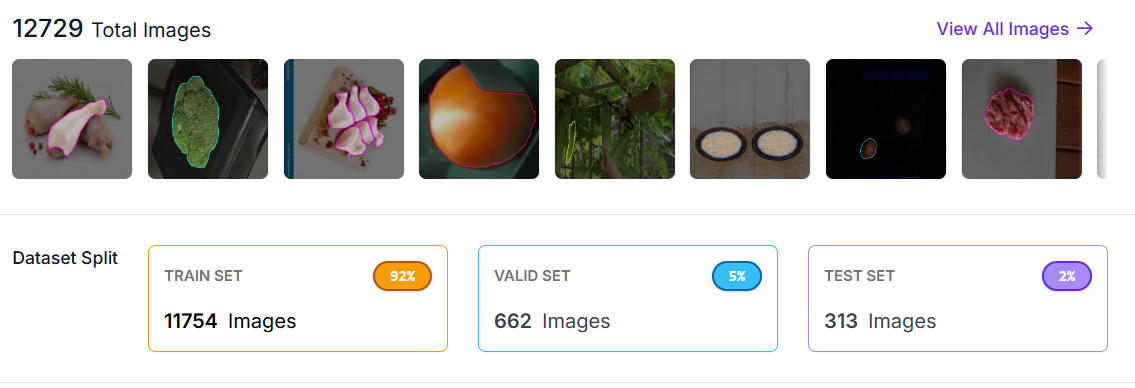 12729 Total Images
View All Images →
Dataset Split
TRAIN SET
92%
11754 Images
VALID SET
5%
662 Images
TEST SET
2%
313 Images